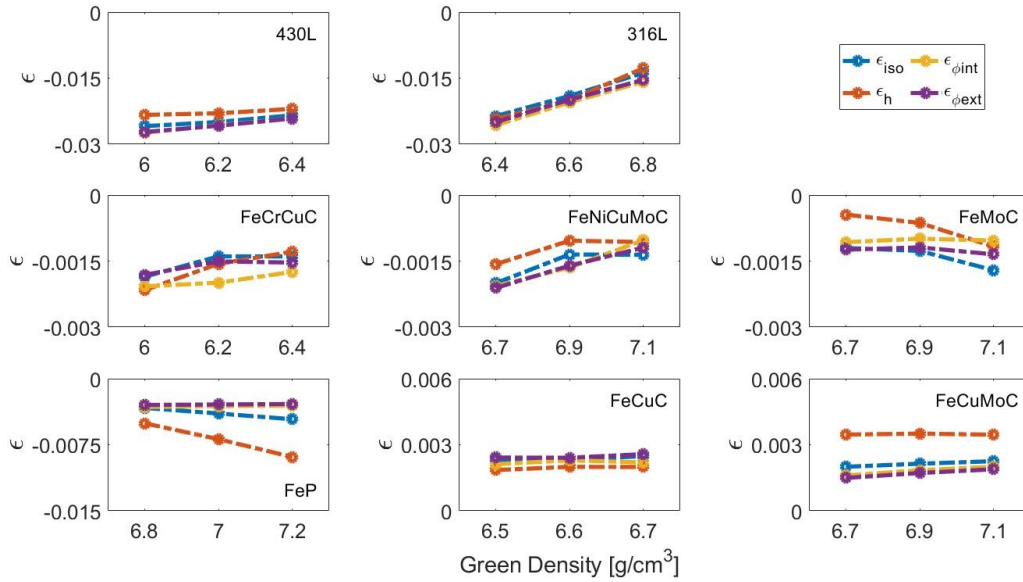 0
-0.015
-0.03
ϵ
430L
6 6.2 6.4
0
-0.015
-0.03
ϵ
316L
6.4 6.6 6.8
ϵiso ϵϕint
ϵh ϵϕext
0
-0.0015
-0.003
ϵ
FeCrCuC
6 6.2 6.4
0
-0.0015
-0.003
ϵ
FeNiCuMoC
6.7 6.9 7.1
0
-0.0015
-0.003
ϵ
FeMoC
6.7 6.9 7.1
0
-0.0075
-0.015
ϵ
FeP
6.8 7 7.2
0.006
0.003
0
ϵ
FeCuC
6.5 6.6 6.7
0.006
0.003
0
ϵ
FeCuMoC
6.7 6.9 7.1
Green Density [g/cm³]